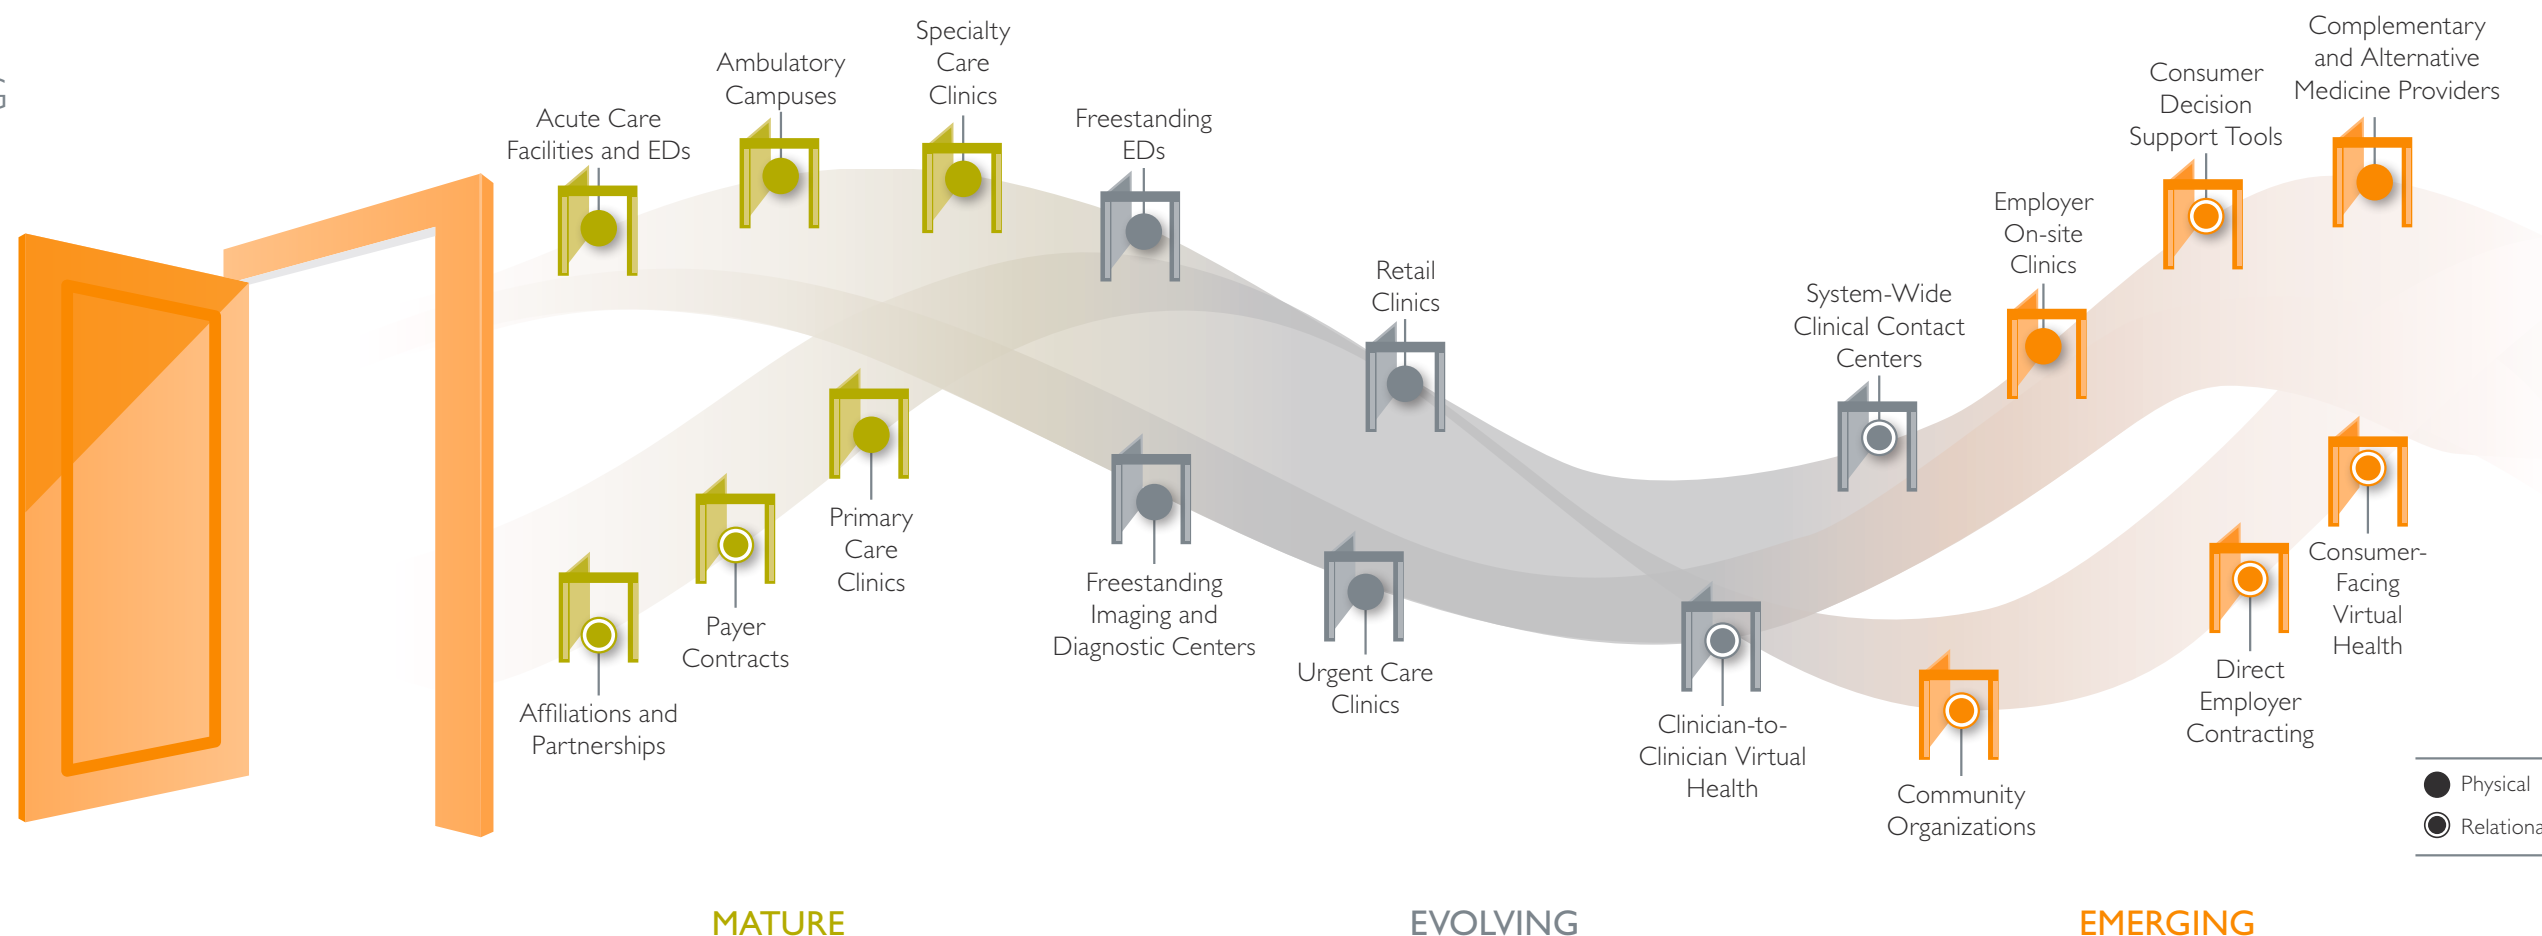 G
Acute Care
Facilities and EDs
Ambulatory
Campuses
Specialty
Care
Clinics
Freestanding
EDs
Retail
Clinics
System-Wide
Clinical Contact
Centers
Employer
On-site
Clinics
Consumer
Decision
Support Tools
Complementary
and Alternative
Medicine Providers
Affiliations and
Partnerships
Payer
Contracts
Primary
Care
Clinics
Freestanding
Imaging and
Diagnostic Centers
Urgent Care
Clinics
Clinician-to-
Clinician Virtual
Health
Community
Organizations
Direct
Employer
Contracting
Consumer-
Facing
Virtual
Health
Physical
Relationa
MATURE
EVOLVING
EMERGING